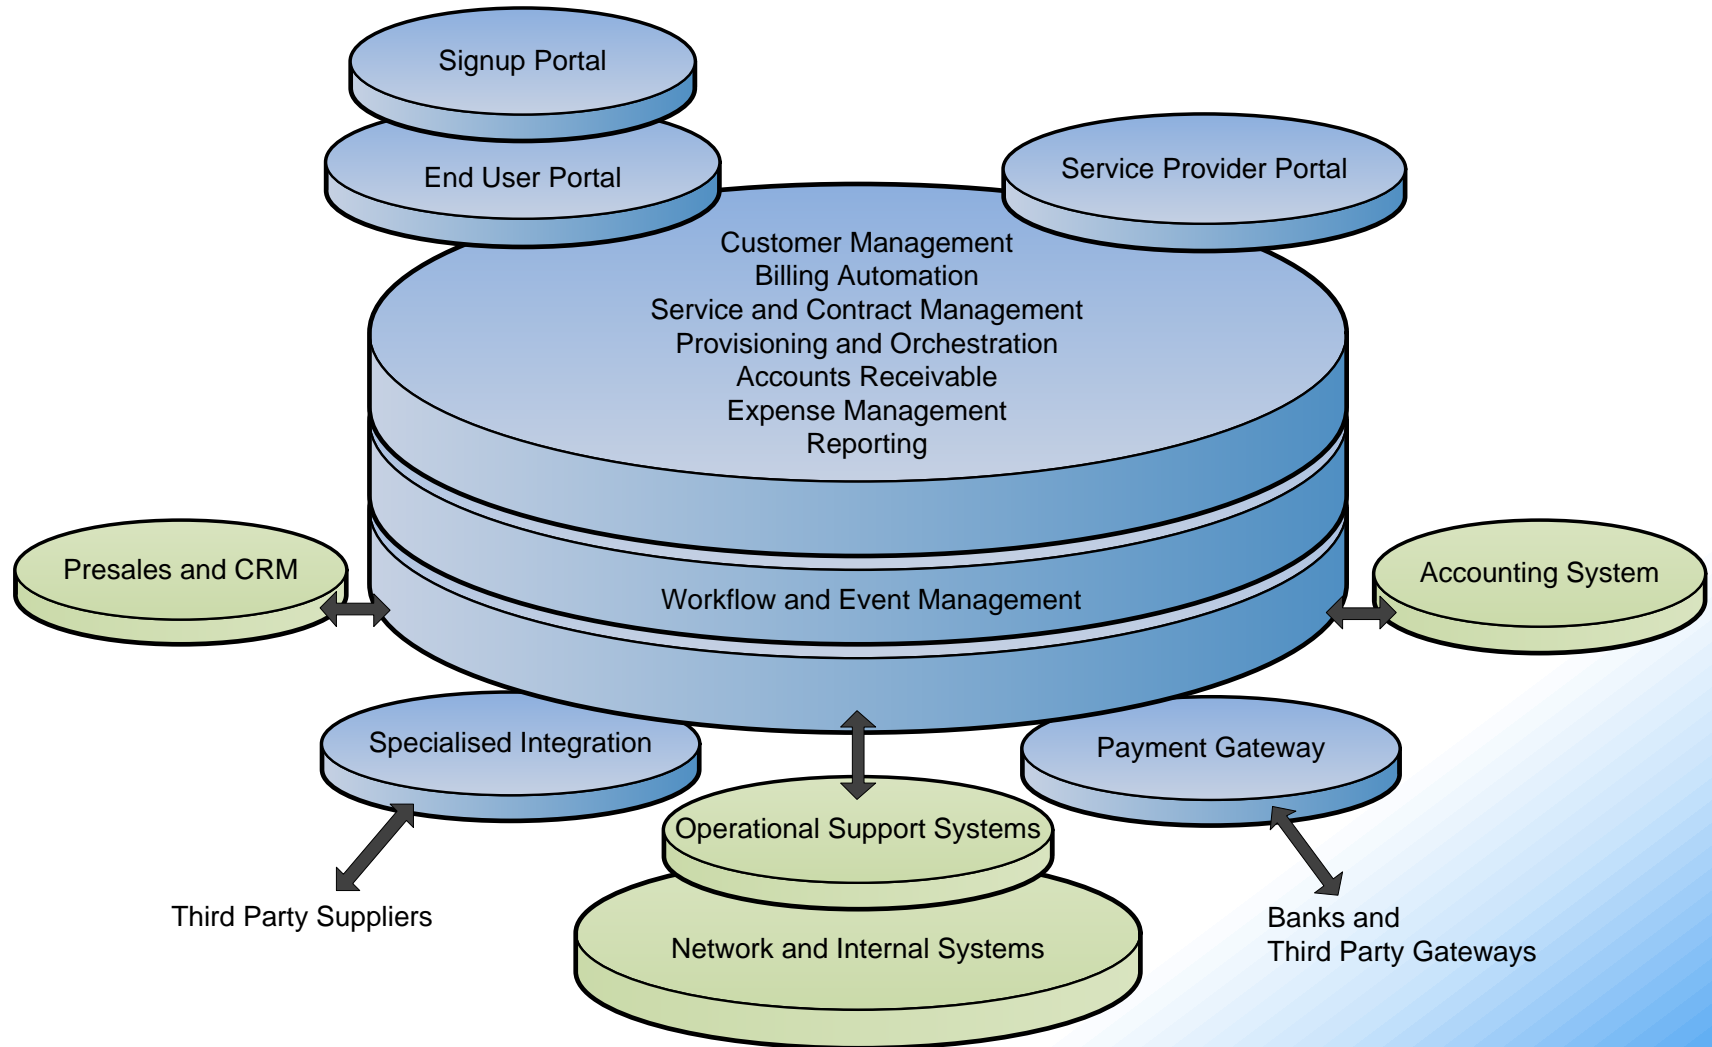 Signup Portal
End User Portal
Service Provider Portal
Customer Management
Billing Automation
Service and Contract Management
Provisioning and Orchestration
Accounts Receivable
Expense Management
Reporting
Presales and CRM
Workflow and Event Management
Accounting System
Specialised Integration
Payment Gateway
Operational Support Systems
Third Party Suppliers
Network and Internal Systems
Banks and
Third Party Gateways